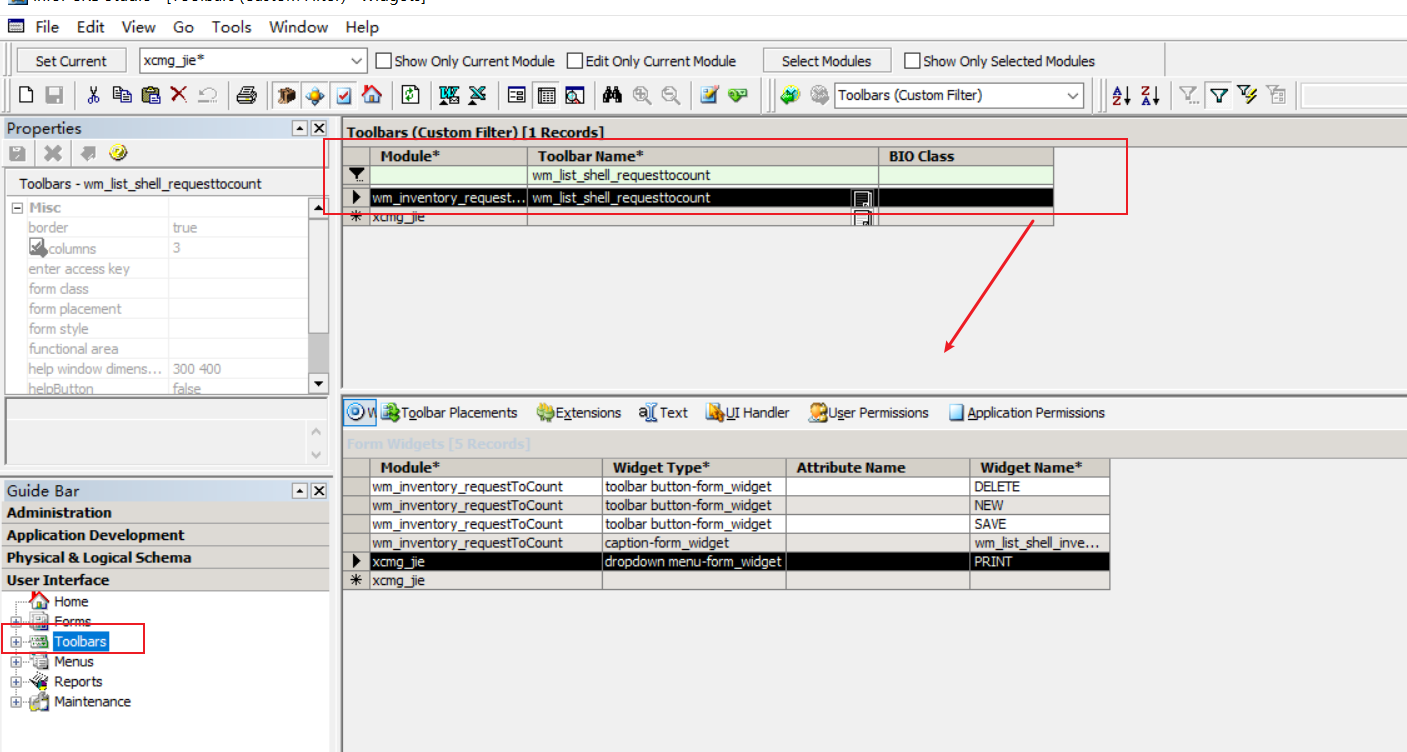 File Edit View Go Tools Window Help
Set Current xcmg_jie* Show Only Current Module Edit Only Current Module Select Modules Show Only Selected Modules
Toolbars (Custom Filter)
Properties
Toolbars - wm_list_shell_requesttocount
Misc
border true
columns 3
enter access key
form class
form placement
form style
functional area
help window dimens... 300 400
helpButton false
Guide Bar
Administration
Application Development
Physical & Logical Schema
User Interface
Home
Forms
Toolbars
Menus
Reports
Maintenance
Toolbars (Custom Filter) [1 Records]
Module* Toolbar Name* BIO Class
wm_list_shell_requesttocount
wm_inventory_request... wm_list_shell_requesttocount
xcmg_jie
Toolbar Placements Extensions Text UI Handler User Permissions Application Permissions
Form Widgets [5 Records]
Module* Widget Type* Attribute Name Widget Name*
wm_inventory_requestToCount toolbar button-form_widget DELETE
wm_inventory_requestToCount toolbar button-form_widget NEW
wm_inventory_requestToCount toolbar button-form_widget SAVE
wm_inventory_requestToCount caption-form_widget wm_list_shell_inve...
xcmg_jie dropdown menu-form_widget PRINT
xcmg_jie